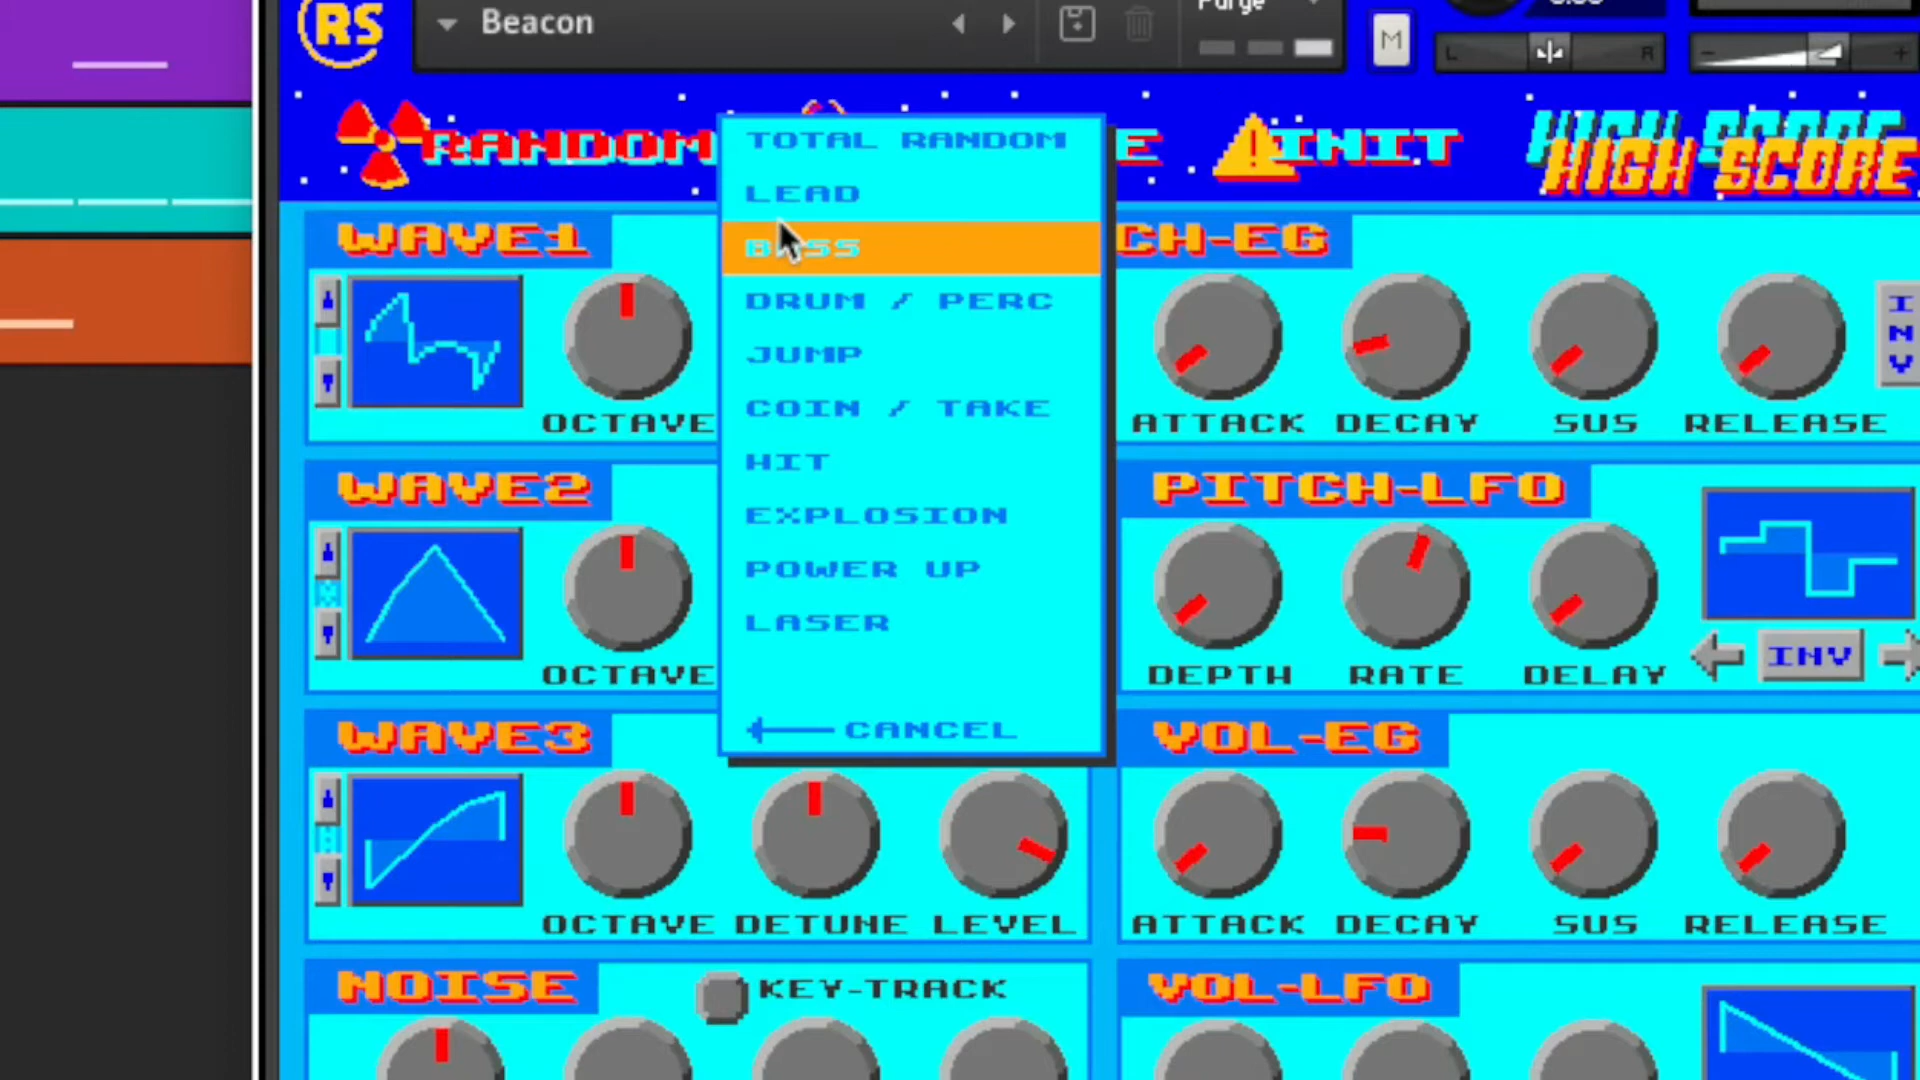 RS
Beacon
Purge
M
L
R
RANDOM
INIT
HIGH SCORE
TOTAL RANDOM
LEAD
BASS
DRUM / PERC
JUMP
COIN / TAKE
HIT
EXPLOSION
POWER UP
LASER
CANCEL
WAVE1
OCTAVE
CH-EG
ATTACK DECAY SUS RELEASE
INV
WAVE2
OCTAVE
PITCH-LFO
DEPTH RATE DELAY
INV
WAVE3
OCTAVE DETUNE LEVEL
VOL-EG
ATTACK DECAY SUS RELEASE
NOISE
KEY-TRACK
VOL-LFO